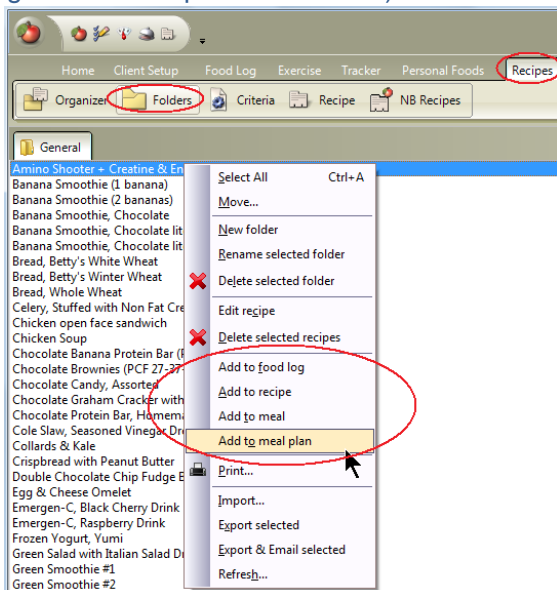 Home Client Setup Food Log Exercise Tracker Personal Foods Recipes
Organizer Folders Criteria Recipe NB Recipes
General
Amino Shooter + Creatine & En
Banana Smoothie (1 banana)
Banana Smoothie (2 bananas)
Banana Smoothie, Chocolate
Banana Smoothie, Chocolate lit
Banana Smoothie, Chocolate lit
Bread, Betty's White Wheat
Bread, Betty's Winter Wheat
Bread, Whole Wheat
Celery, Stuffed with Non Fat Cre
Chicken open face sandwich
Chicken Soup
Chocolate Banana Protein Bar (
Chocolate Brownies (PCF 27-37-
Chocolate Candy, Assorted
Chocolate Graham Cracker with
Chocolate Protein Bar, Homema
Cole Slaw, Seasoned Vinegar Dr
Collards & Kale
Crispbread with Peanut Butter
Double Chocolate Chip Fudge B
Egg & Cheese Omelet
Emergen-C, Black Cherry Drink
Emergen-C, Raspberry Drink
Frozen Yogurt, Yumi
Green Salad with Italian Salad D
Green Smoothie #1
Green Smoothie #2
Select All Ctrl+A
Move...
New folder
Rename selected folder
Delete selected folder
Edit recipe
Delete selected recipes
Add to food log
Add to recipe
Add to meal
Add to meal plan
Print...
Import...
Export selected
Export & Email selected
Refresh...